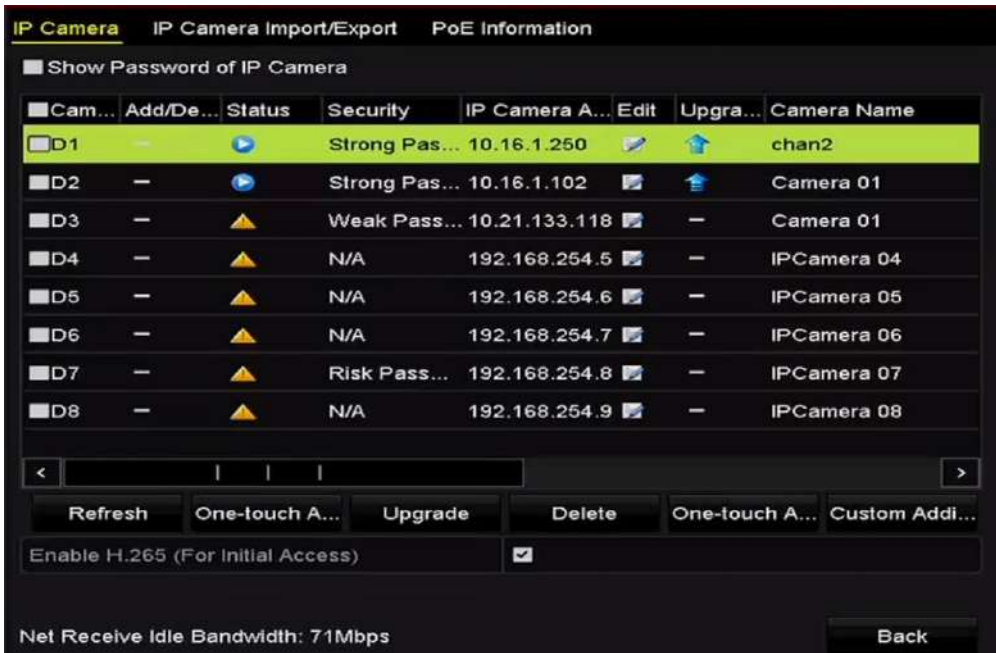 IP Camera IP Camera Import/Export PoE Information
Show Password of IP Camera
Cam... Add/De... Status Security IP Camera A... Edit Upgra... Camera Name
D1 — Strong Pas... 10.16.1.250 chan2
D2 — Strong Pas... 10.16.1.102 Camera 01
D3 — Weak Pass... 10.21.133.118 — Camera 01
D4 — N/A 192.168.254.5 — IPCamera 04
D5 — N/A 192.168.254.6 — IPCamera 05
D6 — N/A 192.168.254.7 — IPCamera 06
D7 — Risk Pass... 192.168.254.8 — IPCamera 07
D8 — N/A 192.168.254.9 — IPCamera 08
< >
Refresh One-touch A... Upgrade Delete One-touch A... Custom Addi...
Enable H.265 (For Initial Access)
Net Receive Idle Bandwidth: 71Mbps Back